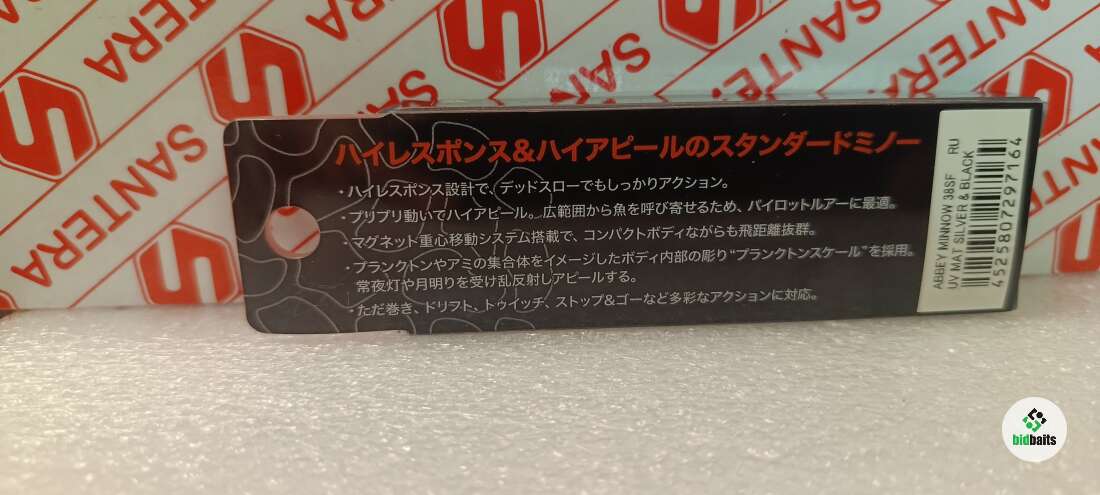 SANTERA
SANTERA
SANTERA
SANTERA
SANTERA
ハイレスポンス&ハイアピールのスタンダードミノー
・ハイレスポンス設計で、デッドスローでもしっかりアクション。
・プリプリ動いてハイアピール。広範囲から魚を呼び寄せるため、パイロットルアーに最適。
・マグネット重心移動システム搭載で、コンパクトボディながらも飛距離抜群。
・プランクトンやアミの集合体をイメージしたボディ内部の彫り"プランクトンスケール"を採用。
常夜灯や月明りを受け乱反射しアピールする。
・ただ巻き、ドリフト、トゥイッチ、ストップ&ゴーなど多彩なアクションに対応。
ABBEY MINNOW 38SF RU
UV MAT SILVER & BLACK
4525807297164
bidbaits